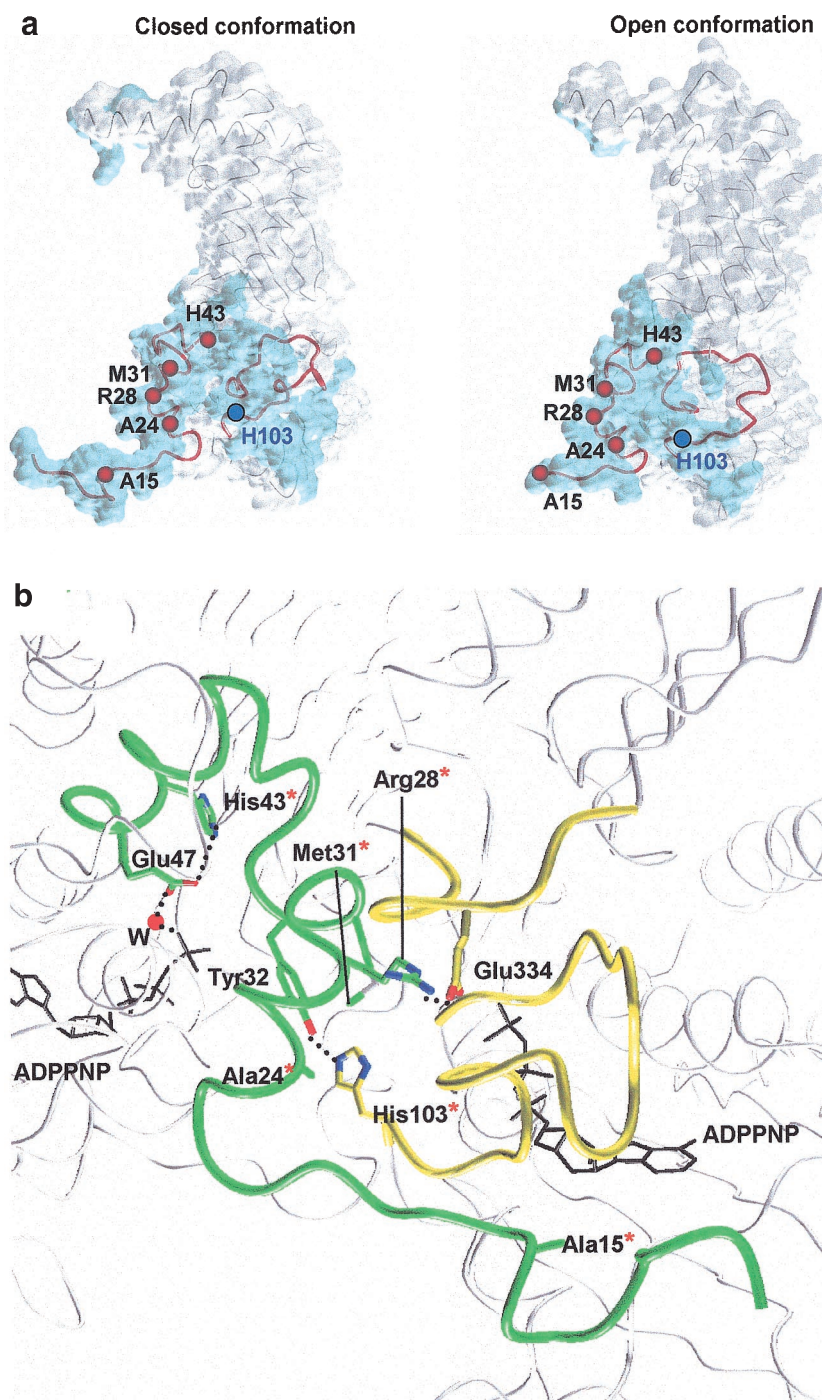 a
Closed conformation
Open conformation
H43
M31
R28
A24
H103
A15
H43
M31
R28
A24
H103
A15
b
Arg28*
His43*
Met31*
Glu47
W
Tyr32
Glu334
ADPPNP
Ala24*
His103*
ADPPNP
Ala15*